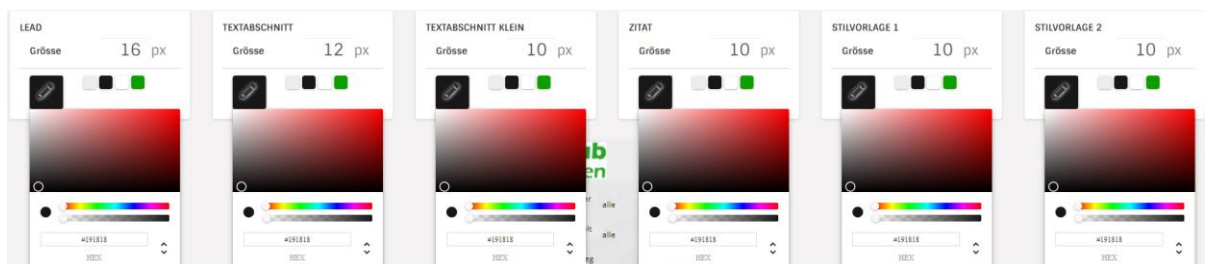 LEAD
Grösse 16 px
#191818
HEX
TEXTABSCHNITT
Grösse 12 px
#191818
HEX
TEXTABSCHNITT KLEIN
Grösse 10 px
#191818
HEX
ub
en
er alle
alle
ng
ZITAT
Grösse 10 px
#191818
HEX
STILVORLAGE 1
Grösse 10 px
#191818
HEX
STILVORLAGE 2
Grösse 10 px
#191818
HEX